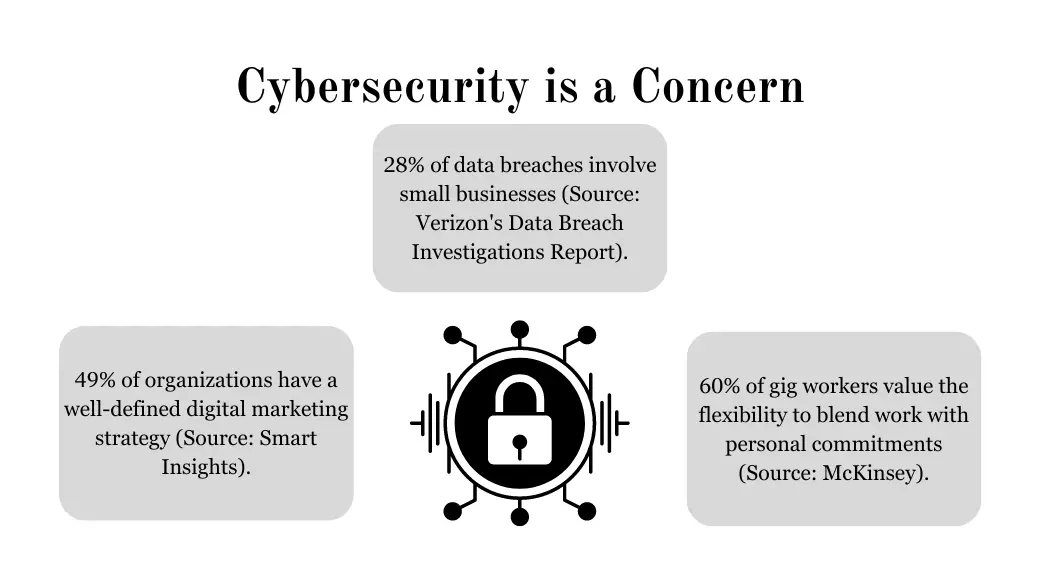 Cybersecurity is a Concern
28% of data breaches involve
small businesses (Source:
Verizon's Data Breach
Investigations Report).
49% of organizations have a
well-defined digital marketing
strategy (Source: Smart
Insights).
60% of gig workers value the
flexibility to blend work with
personal commitments
(Source: McKinsey).